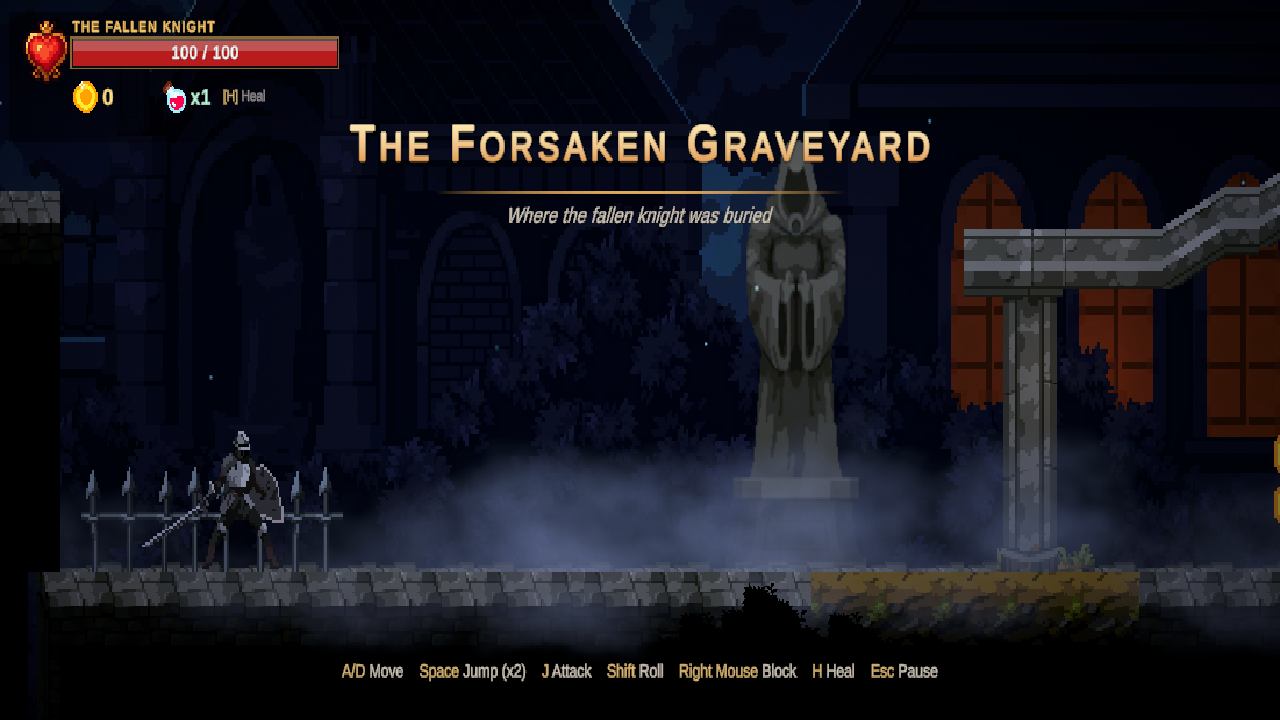 THE FALLEN KNIGHT
100 / 100
0 x1 [H] Heal
THE FORSAKEN GRAVEYARD
Where the fallen knight was buried
A/D Move Space Jump (x2) J Attack Shift Roll Right Mouse Block H Heal Esc Pause